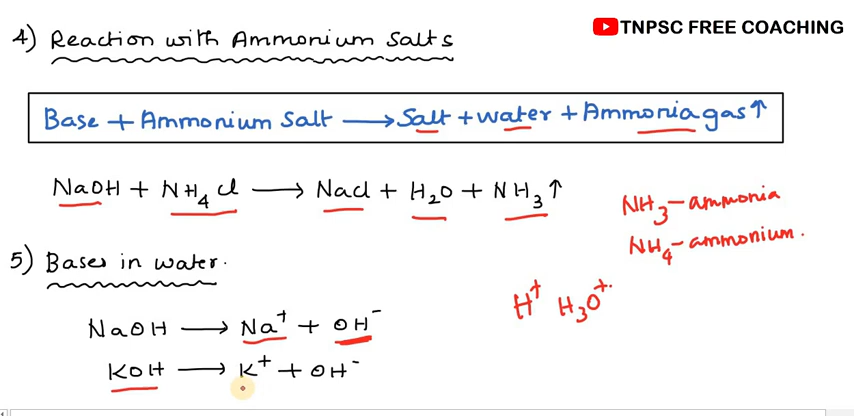 TNPSC FREE COACHING
4) Reaction with Ammonium Salts
Base + Ammonium Salt → Salt + water + Ammonia gas ↑
NaOH + NH₄Cl → NaCl + H₂O + NH₃ ↑
NH₃ – ammonia
NH₄ – ammonium.
5) Bases in water.
H⁺ H₃O⁺.
NaOH → Na⁺ + OH⁻
KOH → K⁺ + OH⁻